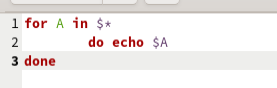 1 for A in $*
2         do echo $A
3 done